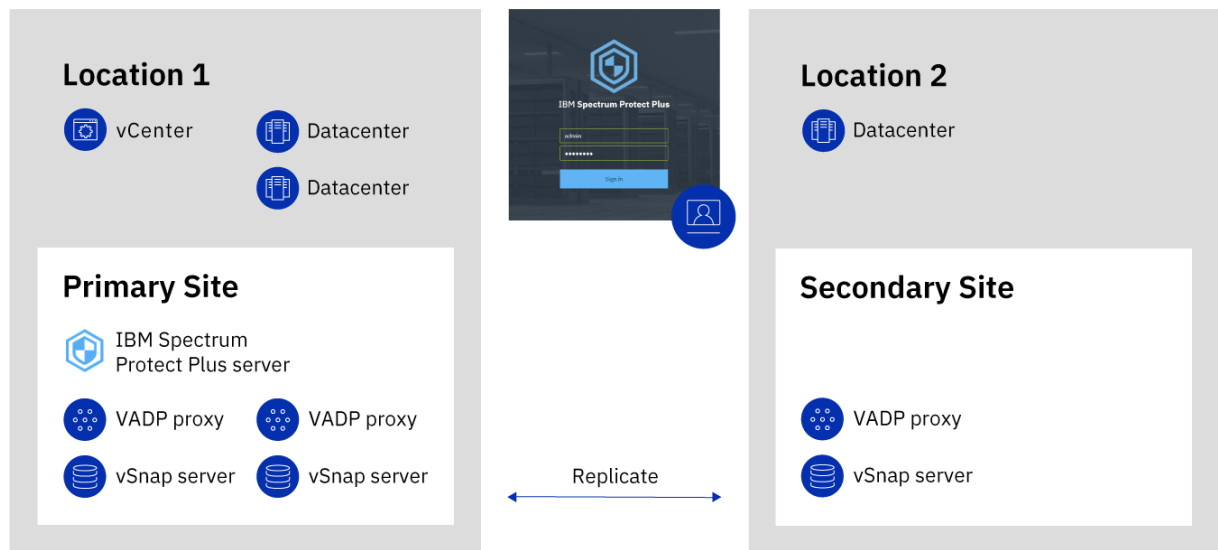 Location 1
vCenter
Datacenter
Datacenter
Primary Site
IBM Spectrum
Protect Plus server
VADP proxy
VADP proxy
vSnap server
vSnap server
IBM Spectrum Protect Plus
admin
Sign In
Replicate
Location 2
Datacenter
Secondary Site
VADP proxy
vSnap server